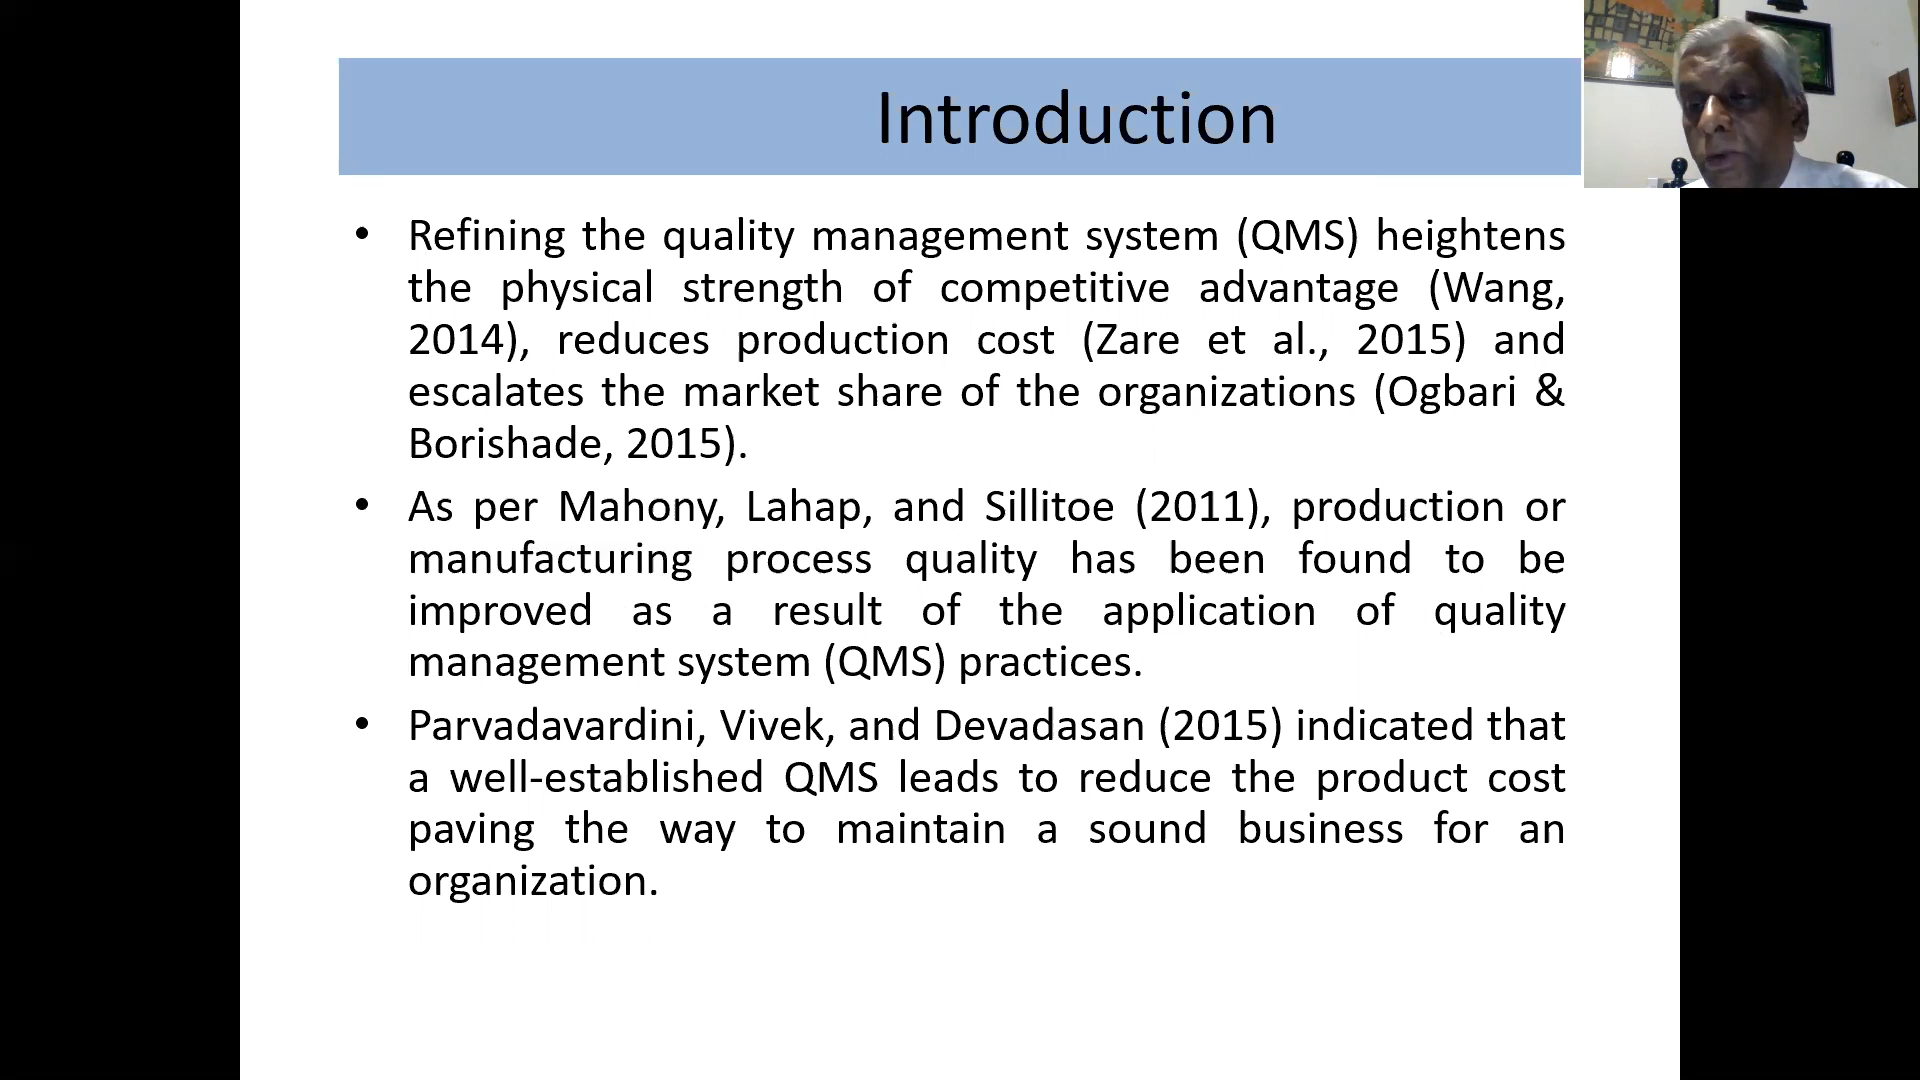 Introduction
• Refining the quality management system (QMS) heightens
the physical strength of competitive advantage (Wang,
2014), reduces production cost (Zare et al., 2015) and
escalates the market share of the organizations (Ogbari &
Borishade, 2015).
• As per Mahony, Lahap, and Sillitoe (2011), production or
manufacturing process quality has been found to be
improved as a result of the application of quality
management system (QMS) practices.
• Parvadavardini, Vivek, and Devadasan (2015) indicated that
a well-established QMS leads to reduce the product cost
paving the way to maintain a sound business for an
organization.